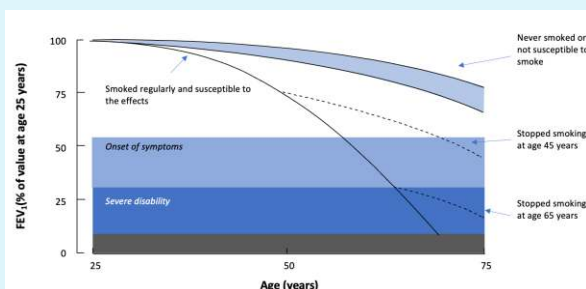 100
75
50
25
0
FEV₁(% of value at age 25 years)
Never smoked or
not susceptible to
smoke
Smoked regularly and susceptible to
the effects
Stopped smoking
at age 45 years
Onset of symptoms
Severe disability
Stopped smoking
at age 65 years
25
50
75
Age (years)